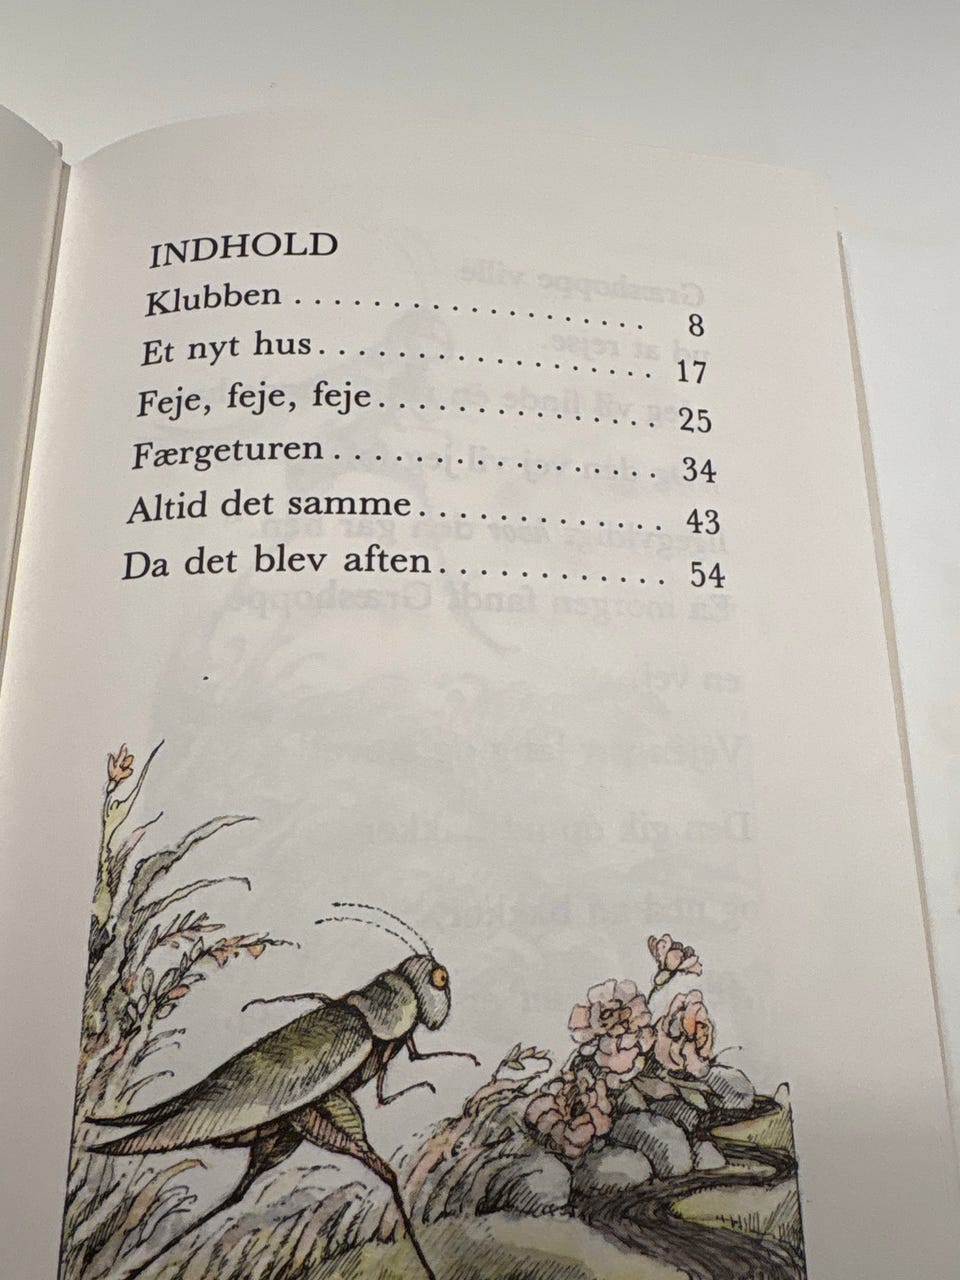 INDHOLD
Klubben . . . . . . . . . . . . . . . . . . 8
Et nyt hus. . . . . . . . . . . . . . . . . 17
Feje, feje, feje. . . . . . . . . . . . . . 25
Færgeturen . . . . . . . . . . . . . . . . 34
Altid det samme. . . . . . . . . . . . . 43
Da det blev aften. . . . . . . . . . . . 54